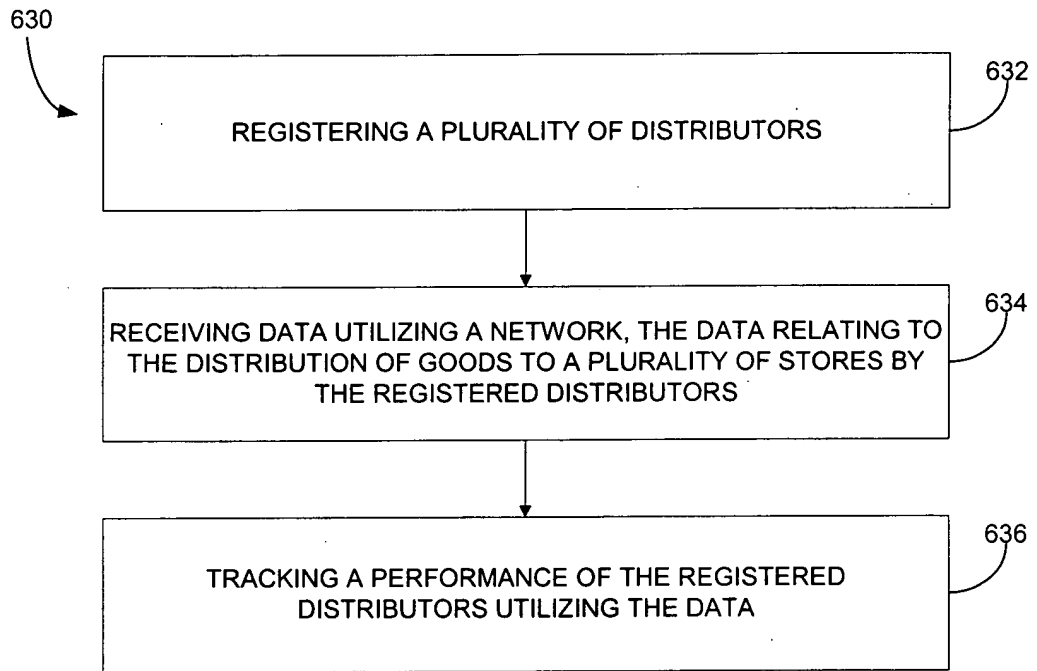 630
632
REGISTERING A PLURALITY OF DISTRIBUTORS
634
RECEIVING DATA UTILIZING A NETWORK, THE DATA RELATING TO
THE DISTRIBUTION OF GOODS TO A PLURALITY OF STORES BY
THE REGISTERED DISTRIBUTORS
636
TRACKING A PERFORMANCE OF THE REGISTERED
DISTRIBUTORS UTILIZING THE DATA